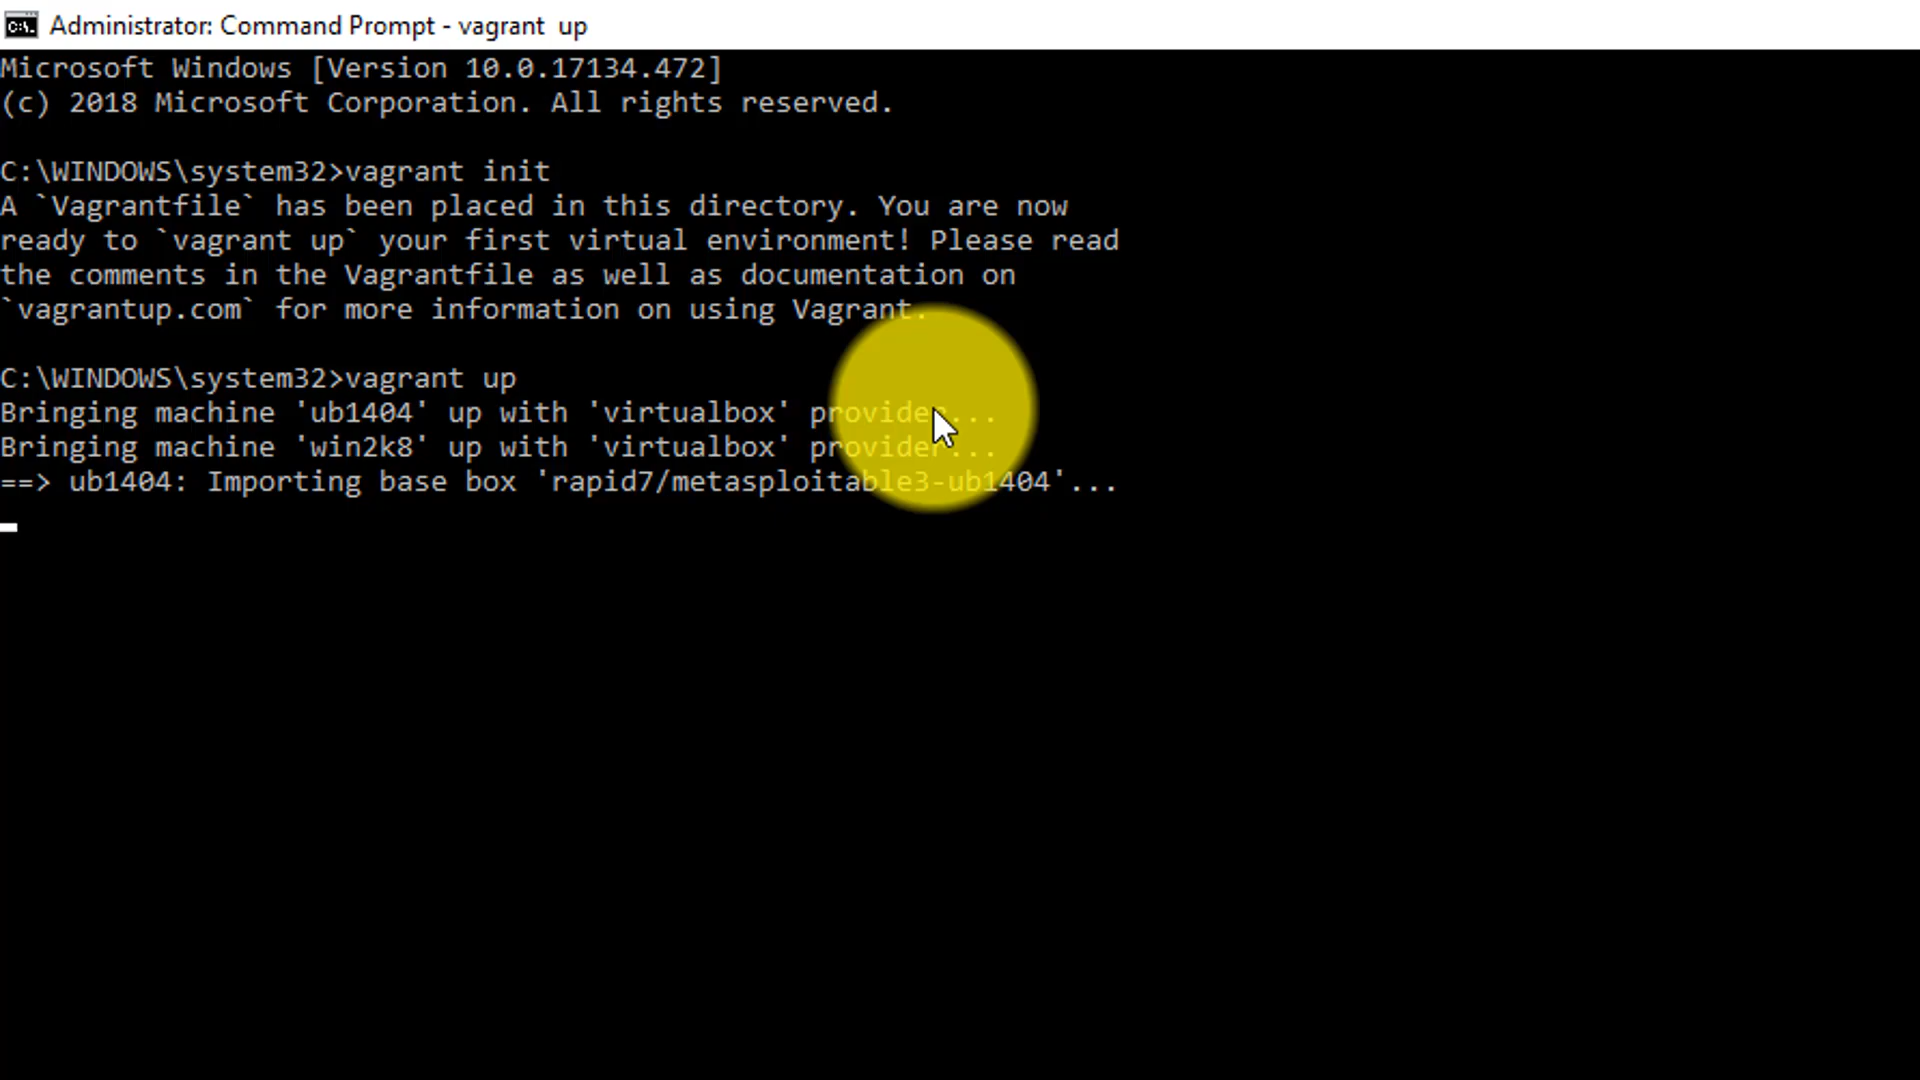 Administrator: Command Prompt - vagrant  up
Microsoft Windows [Version 10.0.17134.472]
(c) 2018 Microsoft Corporation. All rights reserved.
C:\WINDOWS\system32>vagrant init
A `Vagrantfile` has been placed in this directory. You are now
ready to `vagrant up` your first virtual environment! Please read
the comments in the Vagrantfile as well as documentation on
`vagrantup.com` for more information on using Vagrant.
C:\WINDOWS\system32>vagrant up
Bringing machine 'ub1404' up with 'virtualbox' provider...
Bringing machine 'win2k8' up with 'virtualbox' provider...
==> ub1404: Importing base box 'rapid7/metasploitable3-ub1404'...